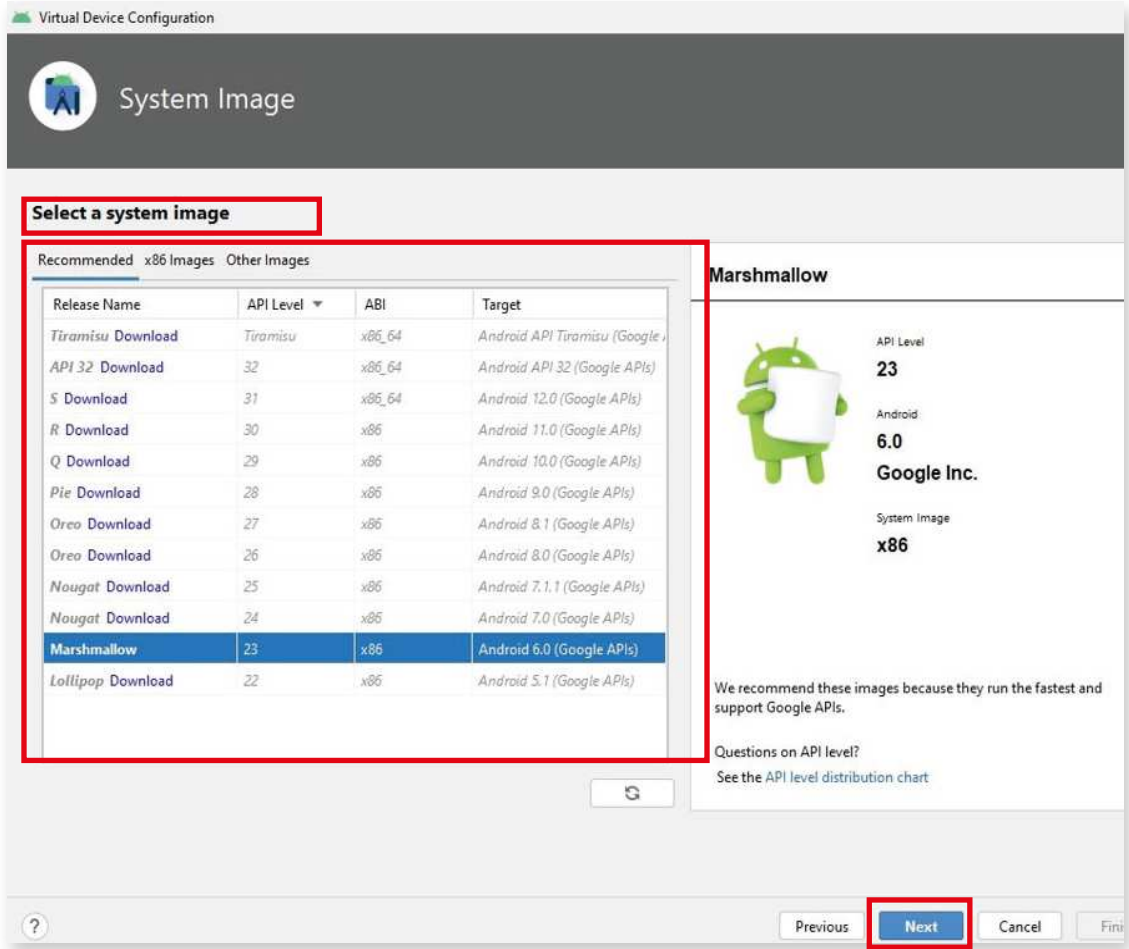 Virtual Device Configuration
System Image
Select a system image
Recommended x86 Images Other Images
Release Name API Level ABI Target
Tiramisu Download Tiramisu x86_64 Android API Tiramisu (Google
API 32 Download 32 x86_64 Android API 32 (Google APIs)
S Download 31 x86_64 Android 12.0 (Google APIs)
R Download 30 x86 Android 11.0 (Google APIs)
Q Download 29 x86 Android 10.0 (Google APIs)
Pie Download 28 x86 Android 9.0 (Google APIs)
Oreo Download 27 x86 Android 8.1 (Google APIs)
Oreo Download 26 x86 Android 8.0 (Google APIs)
Nougat Download 25 x86 Android 7.1.1 (Google APIs)
Nougat Download 24 x86 Android 7.0 (Google APIs)
Marshmallow 23 x86 Android 6.0 (Google APIs)
Lollipop Download 22 x86 Android 5.1 (Google APIs)
Marshmallow
API Level
23
Android
6.0
Google Inc.
System Image
x86
We recommend these images because they run the fastest and
support Google APIs.
Questions on API level?
See the API level distribution chart
? Previous Next Cancel